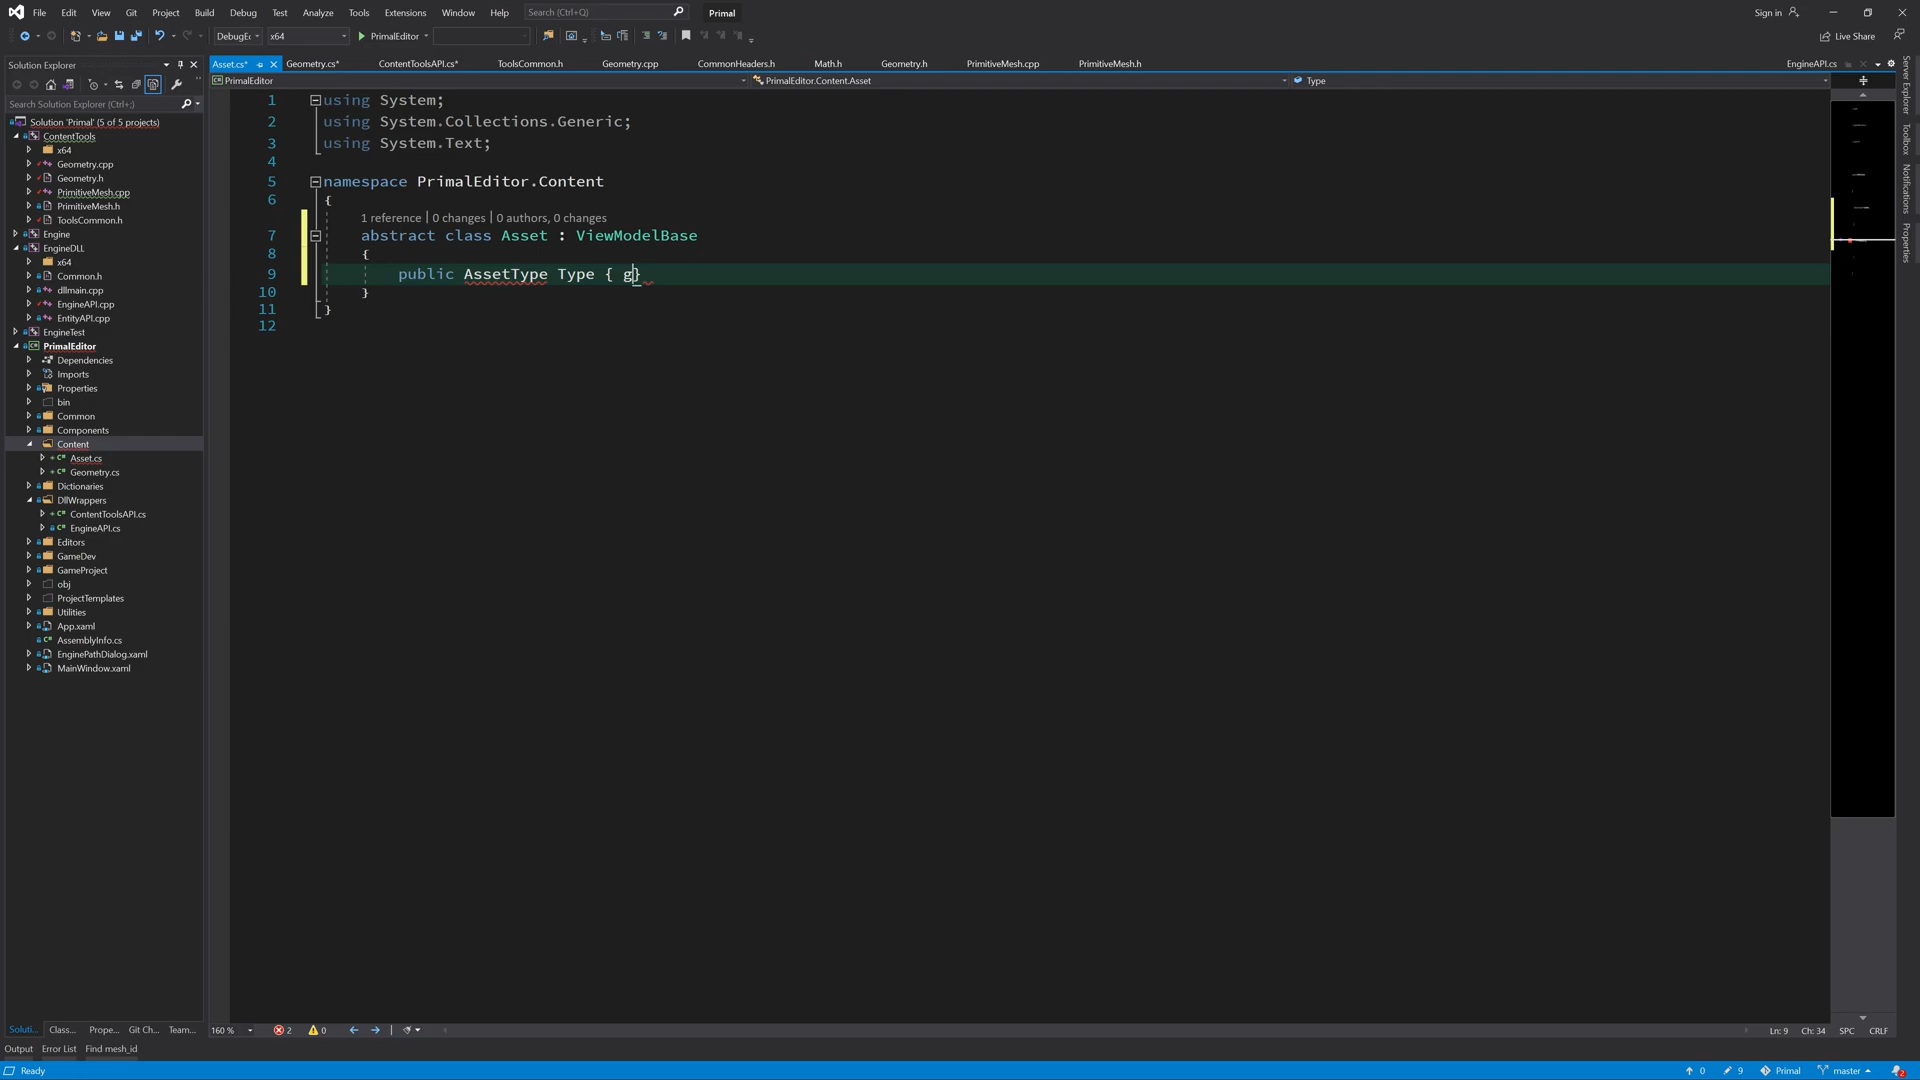 File Edit View Git Project Build Debug Test Analyze Tools Extensions Window Help Search (Ctrl+Q) Primal Sign in
x64 PrimalEditor Live Share
Solution Explorer
Asset.cs* Geometry.cs* ContentToolsAPI.cs* ToolsCommon.h Geometry.cpp CommonHeaders.h Math.h Geometry.h PrimitiveMesh.cpp PrimitiveMesh.h EngineAPI.cs
PrimalEditor PrimalEditor.Content.Asset Type
Search Solution Explorer (Ctrl+;)
Solution 'Primal' (5 of 5 projects)
ContentTools
x64
Geometry.cpp
Geometry.h
PrimitiveMesh.cpp
PrimitiveMesh.h
ToolsCommon.h
Engine
EngineDLL
x64
Common.h
dllmain.cpp
EngineAPI.cpp
EntityAPI.cpp
EngineTest
PrimalEditor
Dependencies
Imports
Properties
bin
Common
Components
Content
Asset.cs
Geometry.cs
Dictionaries
DllWrappers
ContentToolsAPI.cs
EngineAPI.cs
Editors
GameDev
GameProject
obj
ProjectTemplates
Utilities
App.xaml
AssemblyInfo.cs
EnginePathDialog.xaml
MainWindow.xaml
1 using System;
2 using System.Collections.Generic;
3 using System.Text;
4
5 namespace PrimalEditor.Content
6 {
1 reference | 0 changes | 0 authors, 0 changes
7 abstract class Asset : ViewModelBase
8 {
9 public AssetType Type { g}
10 }
11 }
12
Server Explorer
Toolbox
Notifications
Properties
Soluti... Class... Prope... Git Ch... Team...
160 % 2 0 Ln: 9 Ch: 34 SPC CRLF
Output Error List Find mesh_id
Ready 0 9 Primal master 2